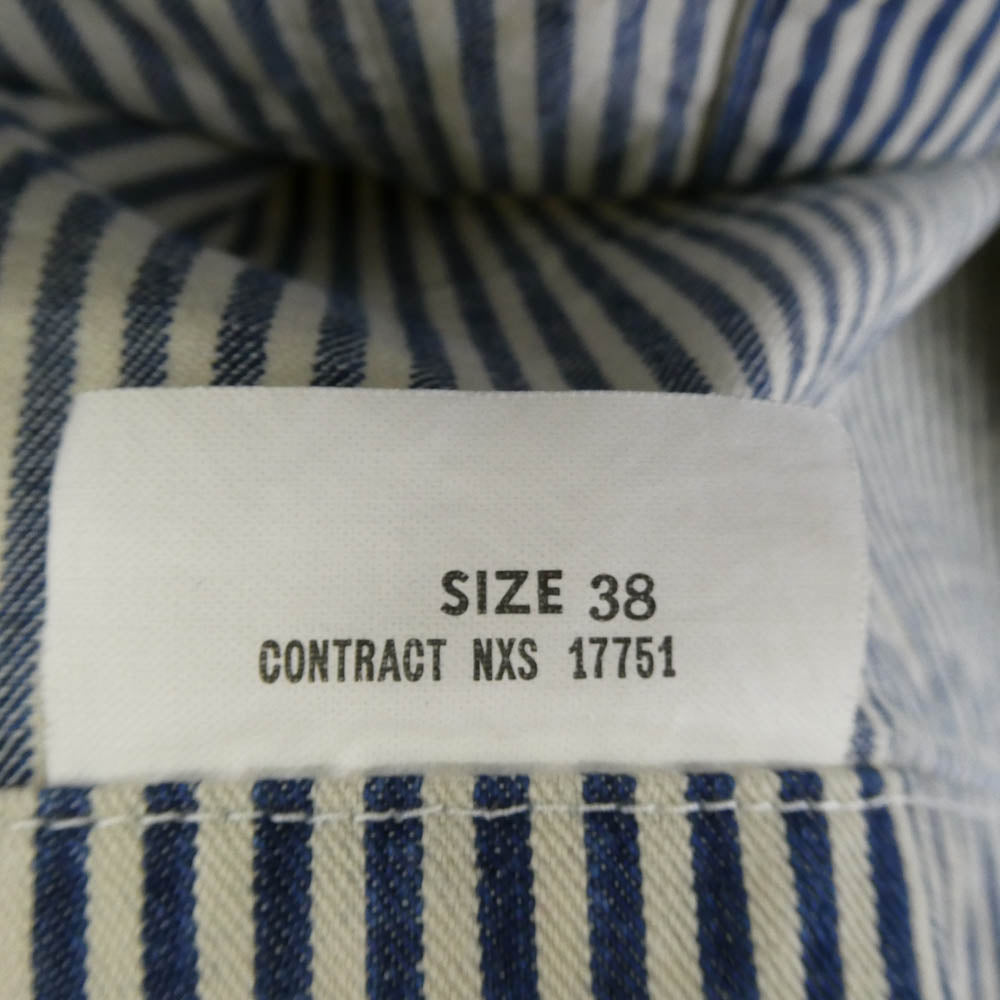 SIZE 38
CONTRACT NXS 17751